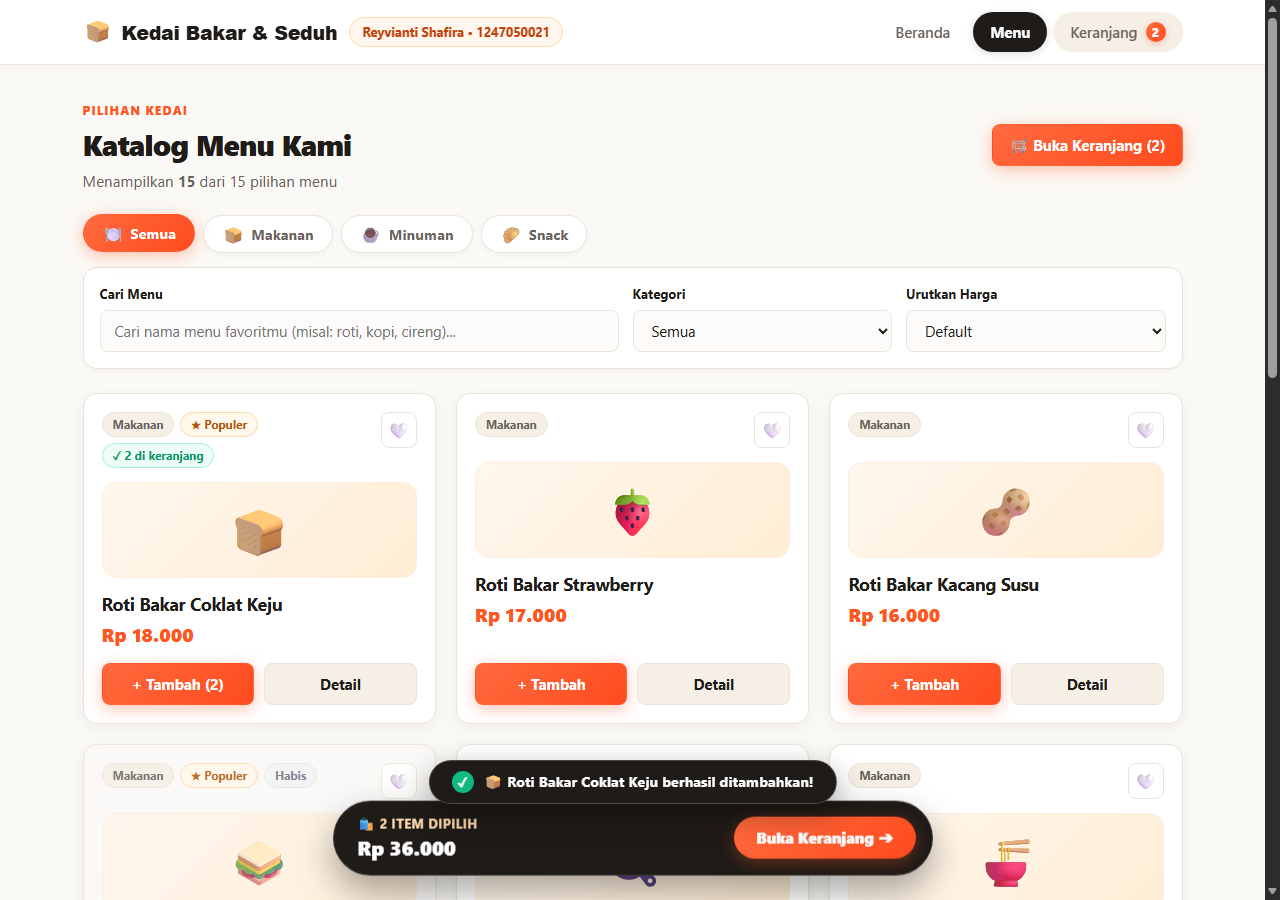 Kedai Bakar & Seduh
Reyvianti Shafira • 1247050021
Beranda
Menu
Keranjang 2
PILIHAN KEDAI
Katalog Menu Kami
Menampilkan 15 dari 15 pilihan menu
Buka Keranjang (2)
Semua
Makanan
Minuman
Snack
Cari Menu
Kategori
Urutkan Harga
Cari nama menu favoritmu (misal: roti, kopi, cireng)...
Semua
Default
Makanan
★ Populer
✓ 2 di keranjang
Roti Bakar Coklat Keju
Rp 18.000
+ Tambah (2)
Detail
Makanan
Roti Bakar Strawberry
Rp 17.000
+ Tambah
Detail
Makanan
Roti Bakar Kacang Susu
Rp 16.000
+ Tambah
Detail
Makanan
★ Populer
Habis
Makanan
✓ Roti Bakar Coklat Keju berhasil ditambahkan!
2 ITEM DIPILIH
Rp 36.000
Buka Keranjang ➔